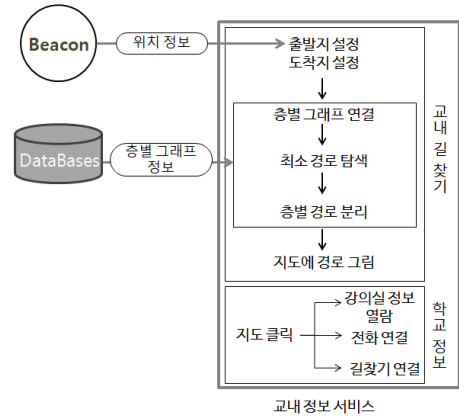 Beacon
위치 정보
출발지 설정
도착지 설정
DataBases
층별 그래프
정보
층별 그래프 연결
최소 경로 탐색
층별 경로 분리
지도에 경로 그림
교내 길 찾기
지도 클릭
강의실 정보
열람
전화 연결
길찾기 연결
학교 정보
교내 정보 서비스